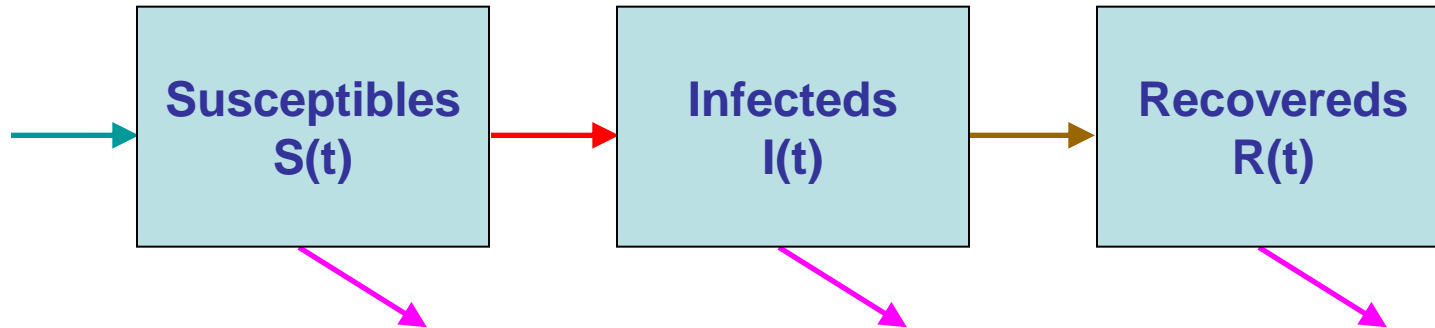 Susceptibles
S(t)
Infecteds
I(t)
Recovereds
R(t)